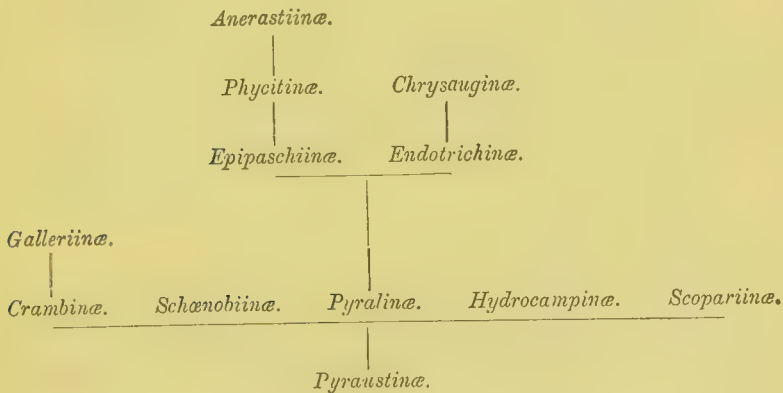 Anerastiinæ.
Phycitinæ. Chrysauginæ.
Epipaschiinæ. Endotrichinæ.
Galleriinæ.
Crambinæ. Schœnobiinæ. Pyralinæ. Hydrocampinæ. Scopariinæ.
Pyraustinæ.